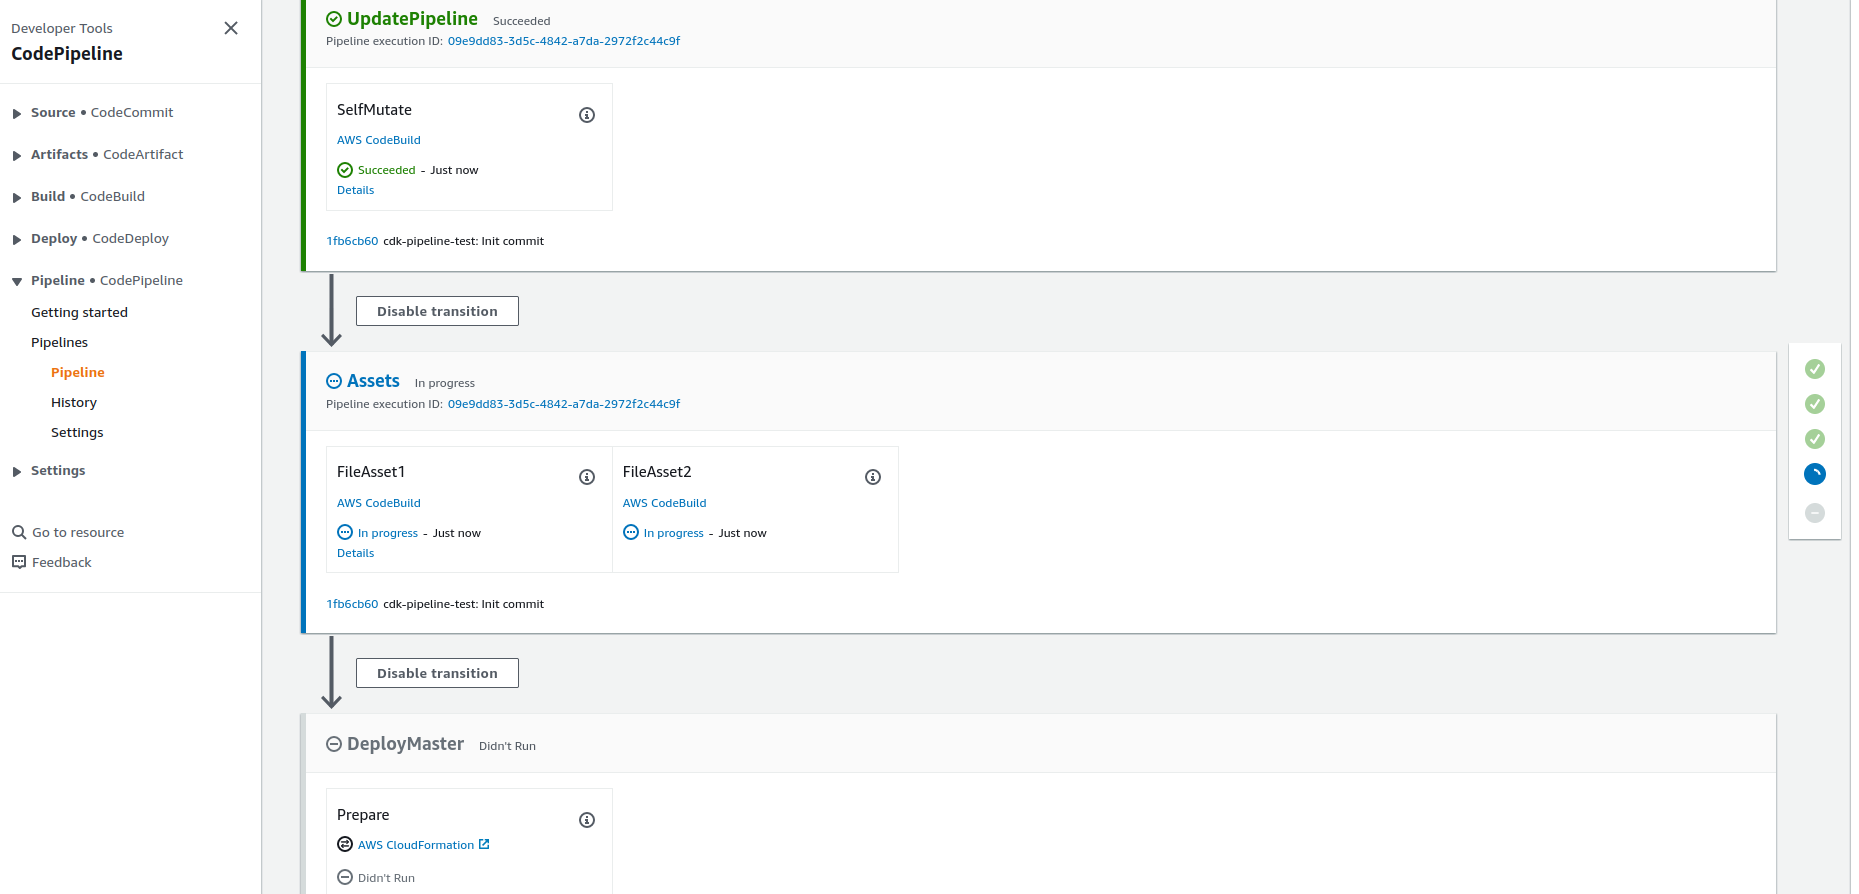 Developer Tools
CodePipeline
Source • CodeCommit
Artifacts • CodeArtifact
Build • CodeBuild
Deploy • CodeDeploy
Pipeline • CodePipeline
Getting started
Pipelines
Pipeline
History
Settings
Settings
Go to resource
Feedback
UpdatePipeline Succeeded
Pipeline execution ID: 09e9dd83-3d5c-4842-a7da-2972f2c44c9f
SelfMutate
AWS CodeBuild
Succeeded - Just now
Details
1fb6cb60 cdk-pipeline-test: Init commit
Disable transition
Assets In progress
Pipeline execution ID: 09e9dd83-3d5c-4842-a7da-2972f2c44c9f
FileAsset1
AWS CodeBuild
In progress - Just now
Details
FileAsset2
AWS CodeBuild
In progress - Just now
1fb6cb60 cdk-pipeline-test: Init commit
Disable transition
DeployMaster Didn't Run
Prepare
AWS CloudFormation
Didn't Run